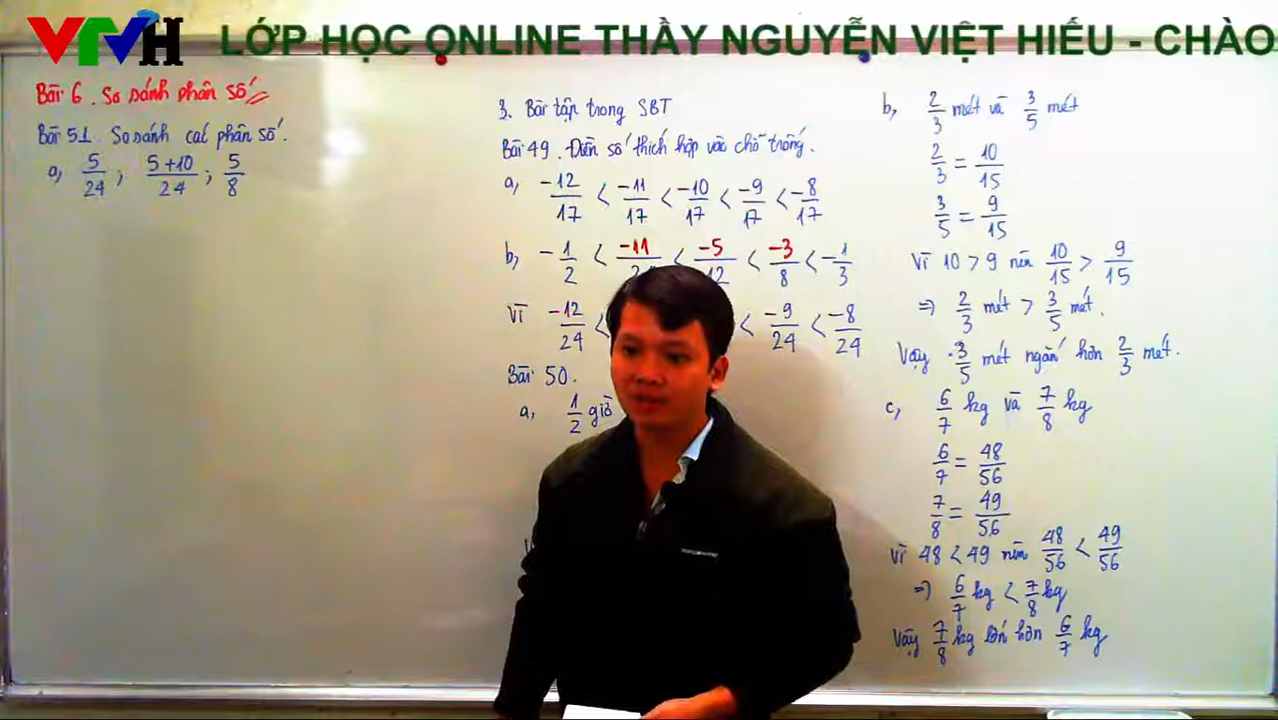 VTVH LỚP HỌC ONLINE THẦY NGUYỄN VIỆT HIẾU - CHÀO
Bài 6. So sánh phân số
Bài 51. So sánh các phân số.
a, 5/24 ; 5+10/24 ; 5/8
3. Bài tập trong SBT
Bài 49. Điền số thích hợp vào chỗ trống.
a, -12/17 < -11/17 < -10/17 < -9/17 < -8/17
b, -1/2 < -11/ < -5/12 < -3/8 < -1/3
Vì -12/24 < < -9/24 < -8/24
Bài 50.
a, 1/2 giờ
b, 2/3 mét và 3/5 mét
2/3 = 10/15
3/5 = 9/15
Vì 10 > 9 nên 10/15 > 9/15
=> 2/3 mét > 3/5 mét.
Vậy 3/5 mét ngắn hơn 2/3 mét.
c, 6/7 kg và 7/8 kg
6/7 = 48/56
7/8 = 49/56
Vì 48 < 49 nên 48/56 < 49/56
=> 6/7 kg < 7/8 kg
Vậy 7/8 kg lớn hơn 6/7 kg